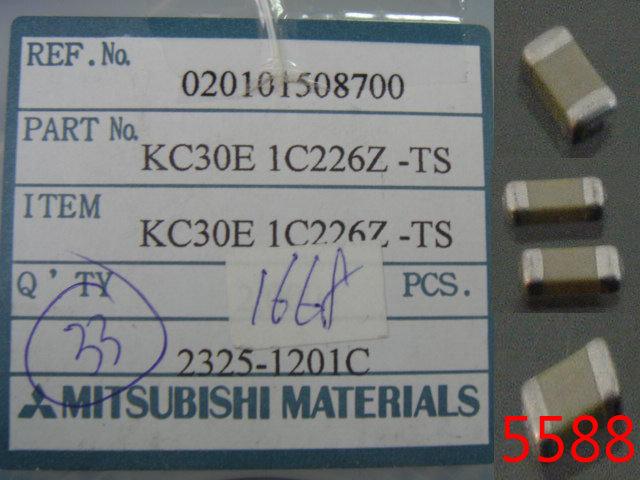 REF.No.
020101508700
PART No.
KC30E 1C226Z -TS
ITEM
KC30E 1C226Z -TS
Q'TY
PCS.
33
2325-1201C
MITSUBISHI MATERIALS
5588